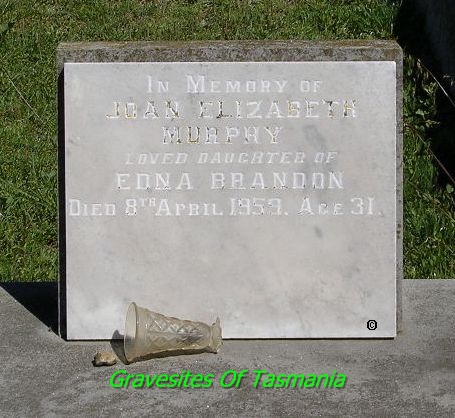 In Memory of
JOAN ELIZABETH
MURPHY
LOVED DAUGHTER OF
EDNA BRANDON
Died 8TH April 1959. Age 31.
©
Gravesites Of Tasmania